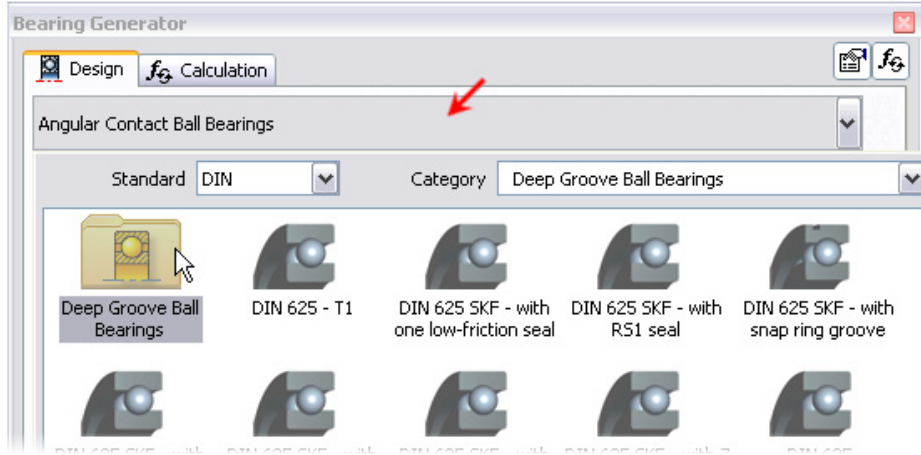 Bearing Generator
Design
fG Calculation
fG
Angular Contact Ball Bearings
Standard DIN Category Deep Groove Ball Bearings
Deep Groove Ball
Bearings
DIN 625 - T1
DIN 625 SKF - with
one low-friction seal
DIN 625 SKF - with
RS1 seal
DIN 625 SKF - with
snap ring groove